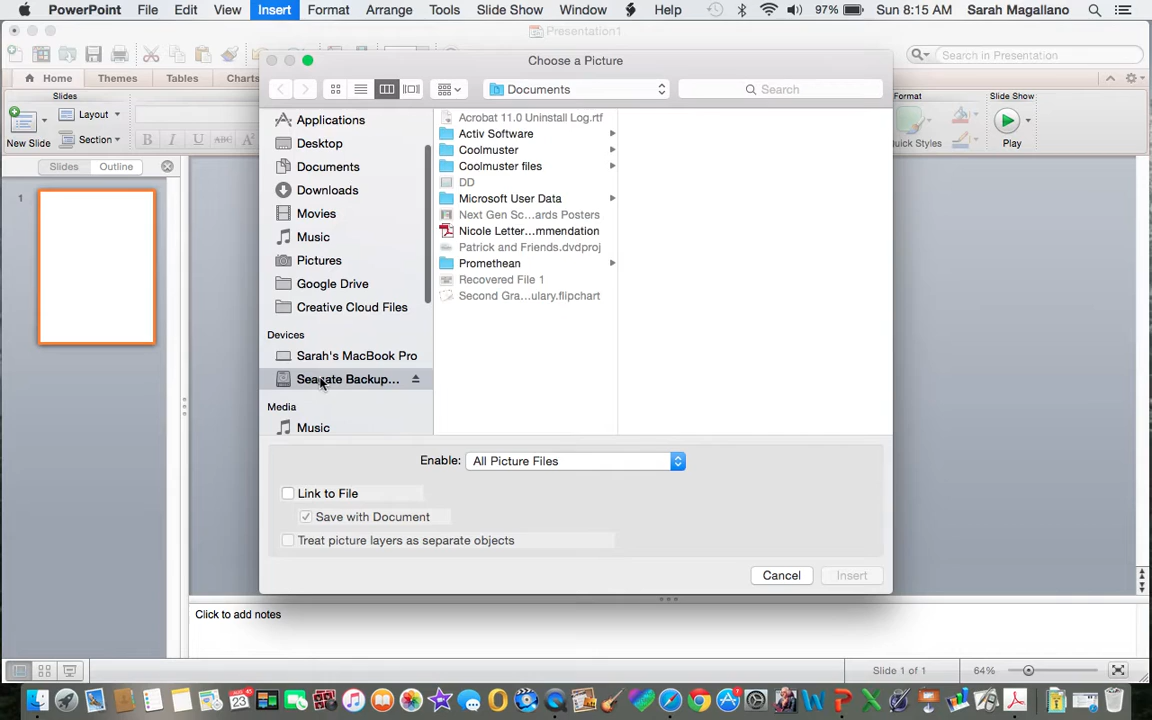 PowerPoint File Edit View Insert Format Arrange Tools Slide Show Window Help 97% Sun 8:15 AM Sarah Magallano
Presentation1
Search in Presentation
Home Themes Tables Charts
Slides
Format
Slide Show
New Slide
Layout
Section
B I U ABC
Quick Styles
Play
Slides Outline
1
Choose a Picture
Documents
Search
Applications
Desktop
Documents
Downloads
Movies
Music
Pictures
Google Drive
Creative Cloud Files
Devices
Sarah's MacBook Pro
Seagate Backup...
Media
Music
Acrobat 11.0 Uninstall Log.rtf
Activ Software
Coolmuster
Coolmuster files
DD
Microsoft User Data
Next Gen Sc...ards Posters
Nicole Letter...mmendation
Patrick and Friends.dvdproj
Promethean
Recovered File 1
Second Gra...ulary.flipchart
Enable: All Picture Files
Link to File
Save with Document
Treat picture layers as separate objects
Cancel
Insert
Click to add notes
Slide 1 of 1
64%